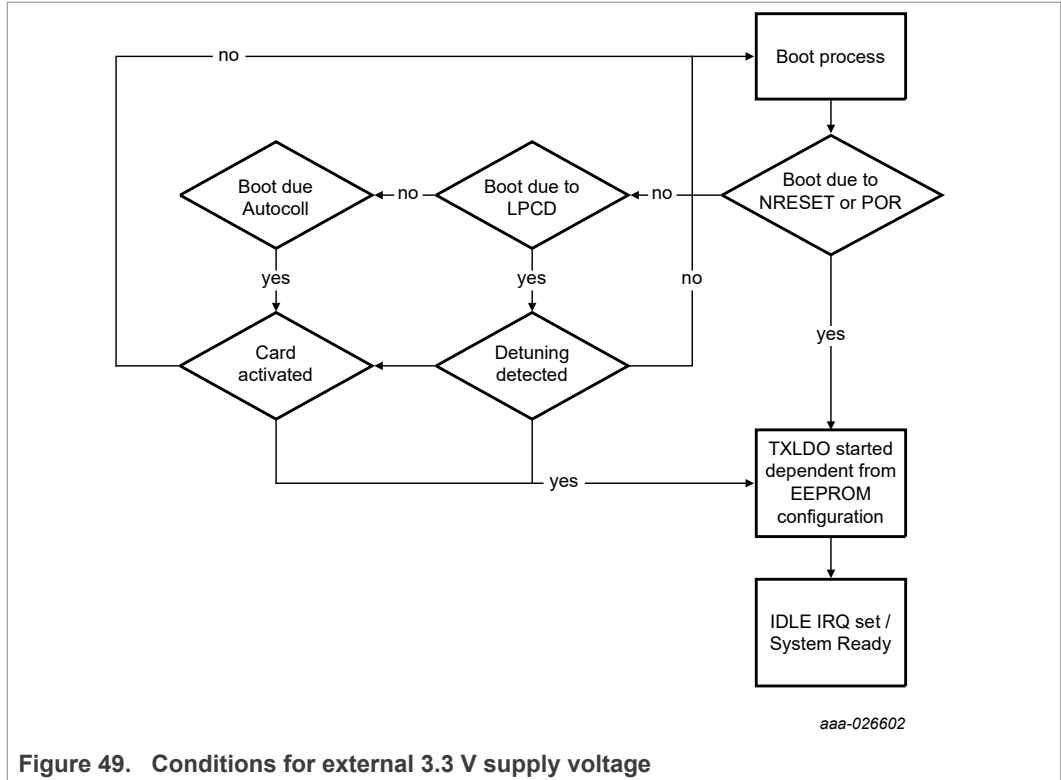 no
Boot process
Boot due
Autocoll
no
Boot due to
LPCD
no
Boot due to
NRESET or POR
yes
yes
no
yes
Card
activated
Detuning
detected
yes
TXLDO started
dependent from
EEPROM
configuration
IDLE IRQ set /
System Ready
aaa-026602
Figure 49. Conditions for external 3.3 V supply voltage